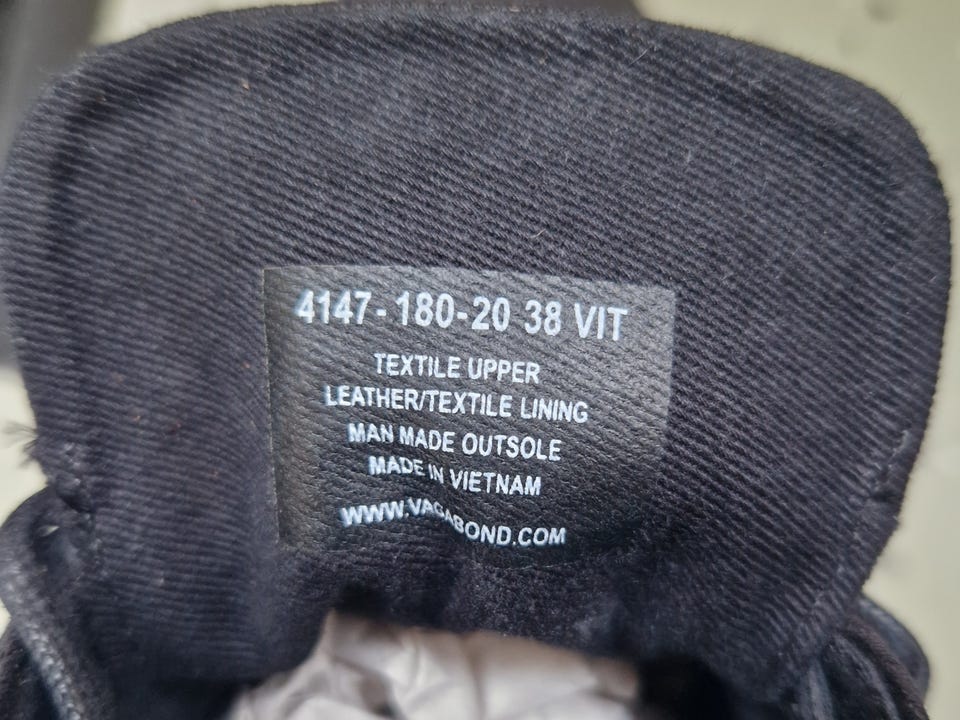 4147-180-20 38 VIT
TEXTILE UPPER
LEATHER/TEXTILE LINING
MAN MADE OUTSOLE
MADE IN VIETNAM
WWW.VAGABOND.COM